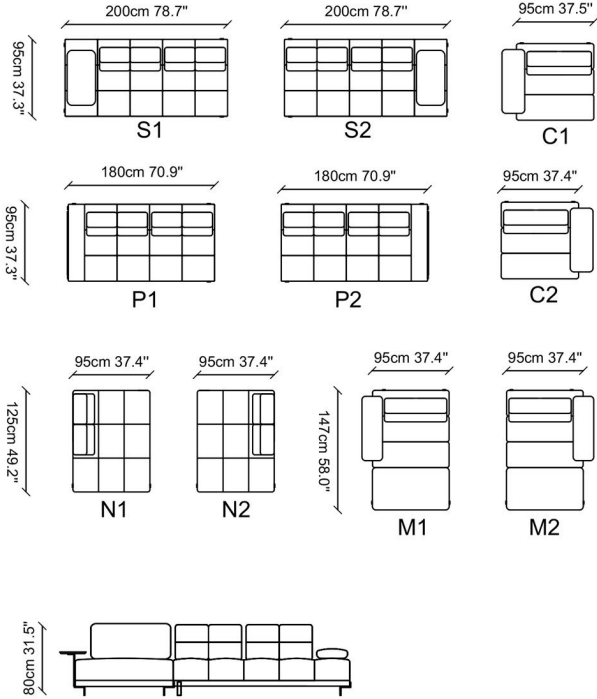 200cm 78.7"
200cm 78.7"
95cm 37.5"
95cm 37.3"
S1
S2
C1
180cm 70.9"
180cm 70.9"
95cm 37.4"
95cm 37.3"
P1
P2
C2
95cm 37.4"
95cm 37.4"
95cm 37.4"
95cm 37.4"
125cm 49.2"
147cm 58.0"
N1
N2
M1
M2
80cm 31.5"